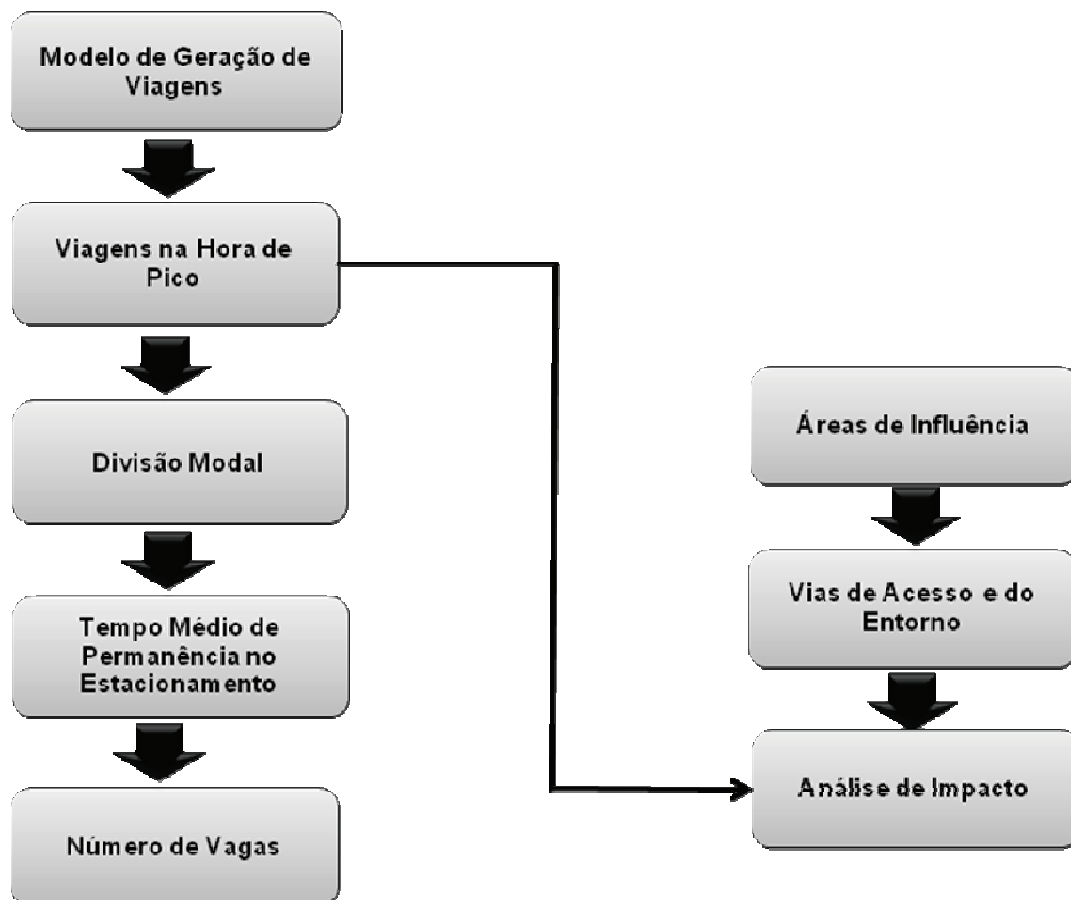 Modelo de Geração de
Viagens
Viagens na Hora de
Pico
Divisão Modal
Tempo Médio de
Permanência no
Estacionamento
Número de Vagas
Áreas de Influência
Vias de Acesso e do
Entorno
Análise de Impacto